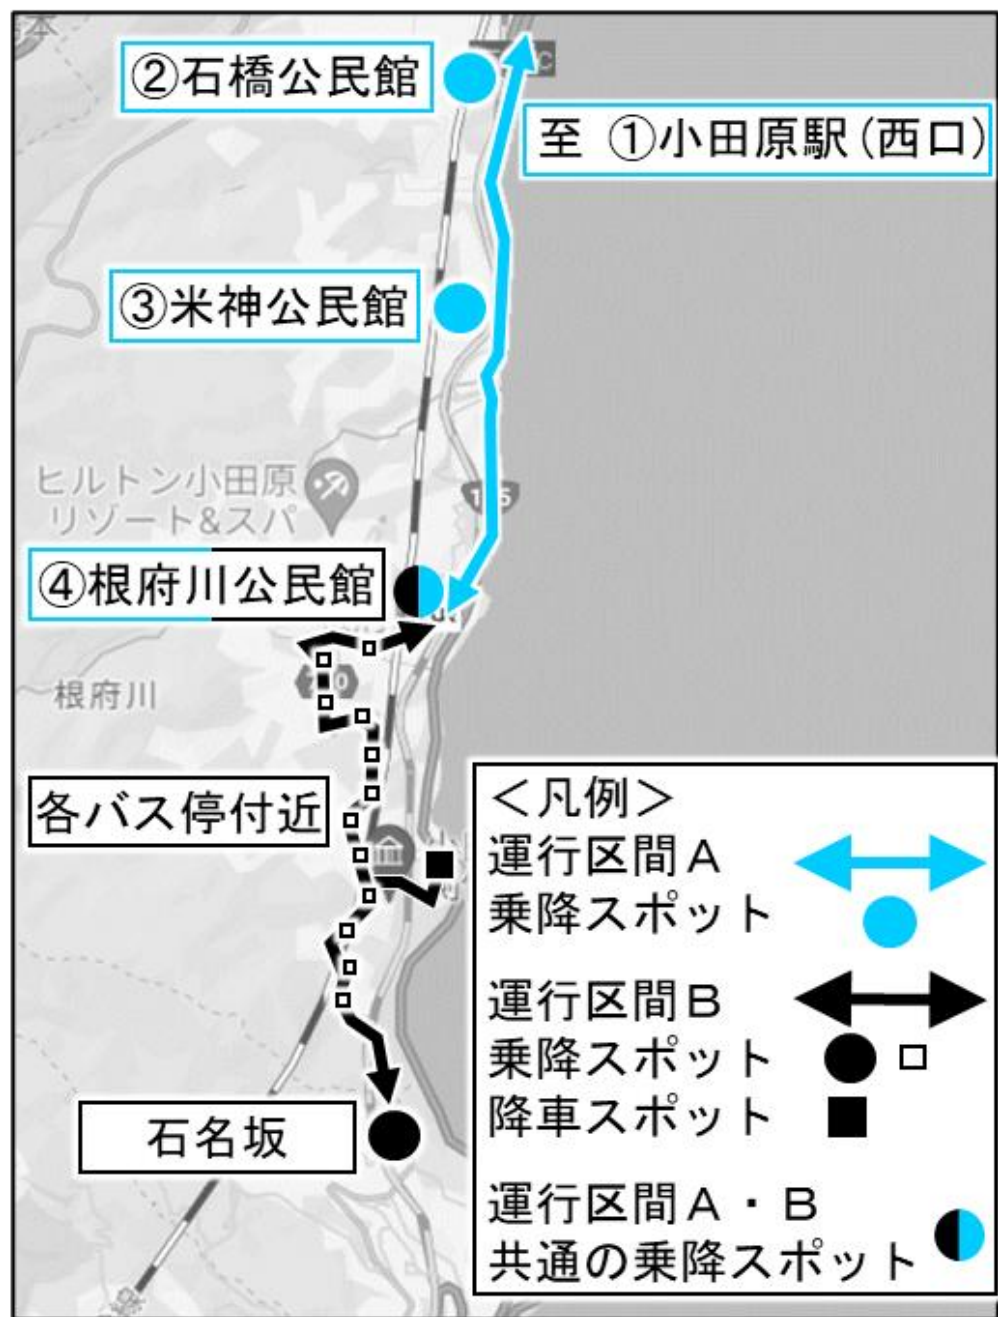 ②石橋公民館
至 ①小田原駅(西口)
③米神公民館
ヒルトン小田原
リゾート&スパ
④根府川公民館
根府川
各バス停付近
石名坂
<凡例>
運行区間A
乗降スポット
運行区間B
乗降スポット
降車スポット
運行区間A・B
共通の乗降スポット